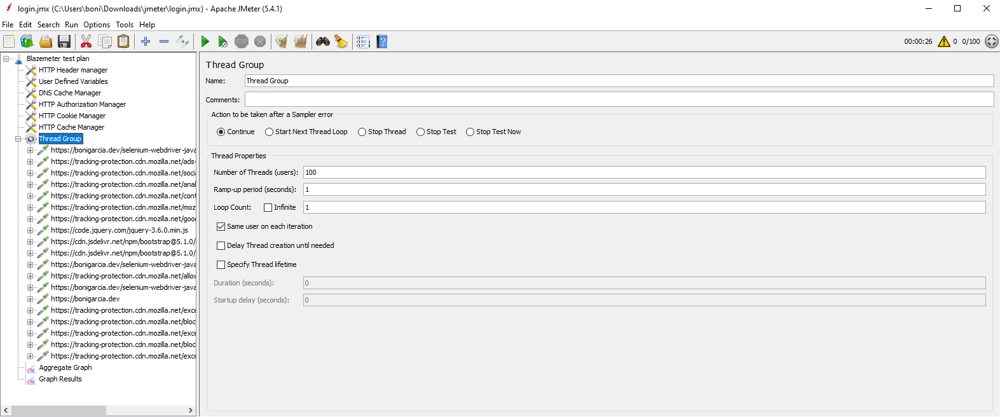 login.jmx (C:\Users\boni\Downloads\jmeter\login.jmx) - Apache JMeter (5.4.1)
File Edit Search Run Options Tools Help
STOP
00:00:26 0 0/100
Blazemeter test plan
HTTP Header manager
User Defined Variables
DNS Cache Manager
HTTP Authorization Manager
HTTP Cookie Manager
HTTP Cache Manager
Thread Group
https://bonigarcia.dev/selenium-webdriver-java
https://tracking-protection.cdn.mozilla.net/ads-
https://tracking-protection.cdn.mozilla.net/socia
https://tracking-protection.cdn.mozilla.net/anal
https://tracking-protection.cdn.mozilla.net/cont
https://tracking-protection.cdn.mozilla.net/moz
https://tracking-protection.cdn.mozilla.net/goog
https://code.jquery.com/jquery-3.6.0.min.js
https://cdn.jsdelivr.net/npm/bootstrap@5.1.0/
https://cdn.jsdelivr.net/npm/bootstrap@5.1.0/
https://bonigarcia.dev/selenium-webdriver-java
https://tracking-protection.cdn.mozilla.net/allow
https://bonigarcia.dev/selenium-webdriver-java
https://bonigarcia.dev
https://tracking-protection.cdn.mozilla.net/exce
https://tracking-protection.cdn.mozilla.net/bloc
https://tracking-protection.cdn.mozilla.net/exce
https://tracking-protection.cdn.mozilla.net/bloc
https://tracking-protection.cdn.mozilla.net/exce
Aggregate Graph
Graph Results
Thread Group
Name: Thread Group
Comments:
Action to be taken after a Sampler error
Continue Start Next Thread Loop Stop Thread Stop Test Stop Test Now
Thread Properties
Number of Threads (users): 100
Ramp-up period (seconds): 1
Loop Count: Infinite 1
Same user on each iteration
Delay Thread creation until needed
Specify Thread lifetime
Duration (seconds): 0
Startup delay (seconds): 0